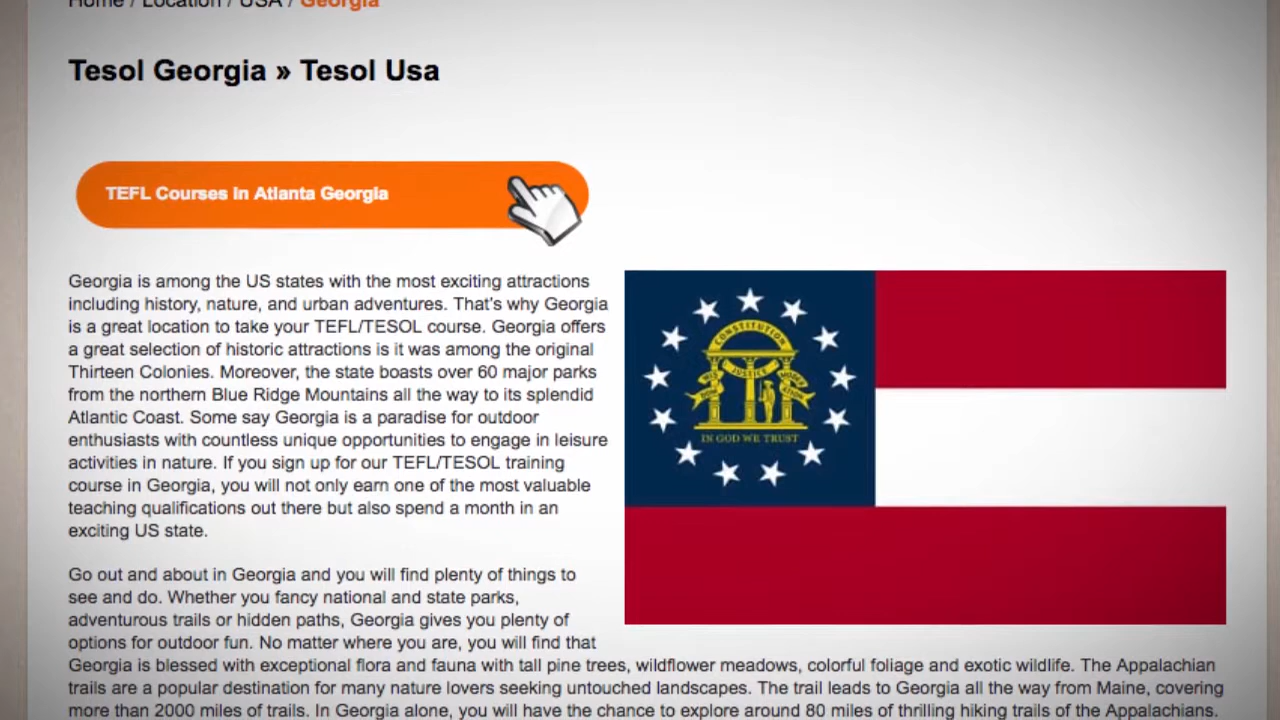 Home / Location / USA / Georgia
Tesol Georgia » Tesol Usa
TEFL Courses in Atlanta Georgia
Georgia is among the US states with the most exciting attractions
including history, nature, and urban adventures. That's why Georgia
is a great location to take your TEFL/TESOL course. Georgia offers
a great selection of historic attractions is it was among the original
Thirteen Colonies. Moreover, the state boasts over 60 major parks
from the northern Blue Ridge Mountains all the way to its splendid
Atlantic Coast. Some say Georgia is a paradise for outdoor
enthusiasts with countless unique opportunities to engage in leisure
activities in nature. If you sign up for our TEFL/TESOL training
course in Georgia, you will not only earn one of the most valuable
teaching qualifications out there but also spend a month in an
exciting US state.
CONSTITUTION
JUSTICE
IN GOD WE TRUST
Go out and about in Georgia and you will find plenty of things to
see and do. Whether you fancy national and state parks,
adventurous trails or hidden paths, Georgia gives you plenty of
options for outdoor fun. No matter where you are, you will find that
Georgia is blessed with exceptional flora and fauna with tall pine trees, wildflower meadows, colorful foliage and exotic wildlife. The Appalachian
trails are a popular destination for many nature lovers seeking untouched landscapes. The trail leads to Georgia all the way from Maine, covering
more than 2000 miles of trails. In Georgia alone, you will have the chance to explore around 80 miles of thrilling hiking trails of the Appalachians.